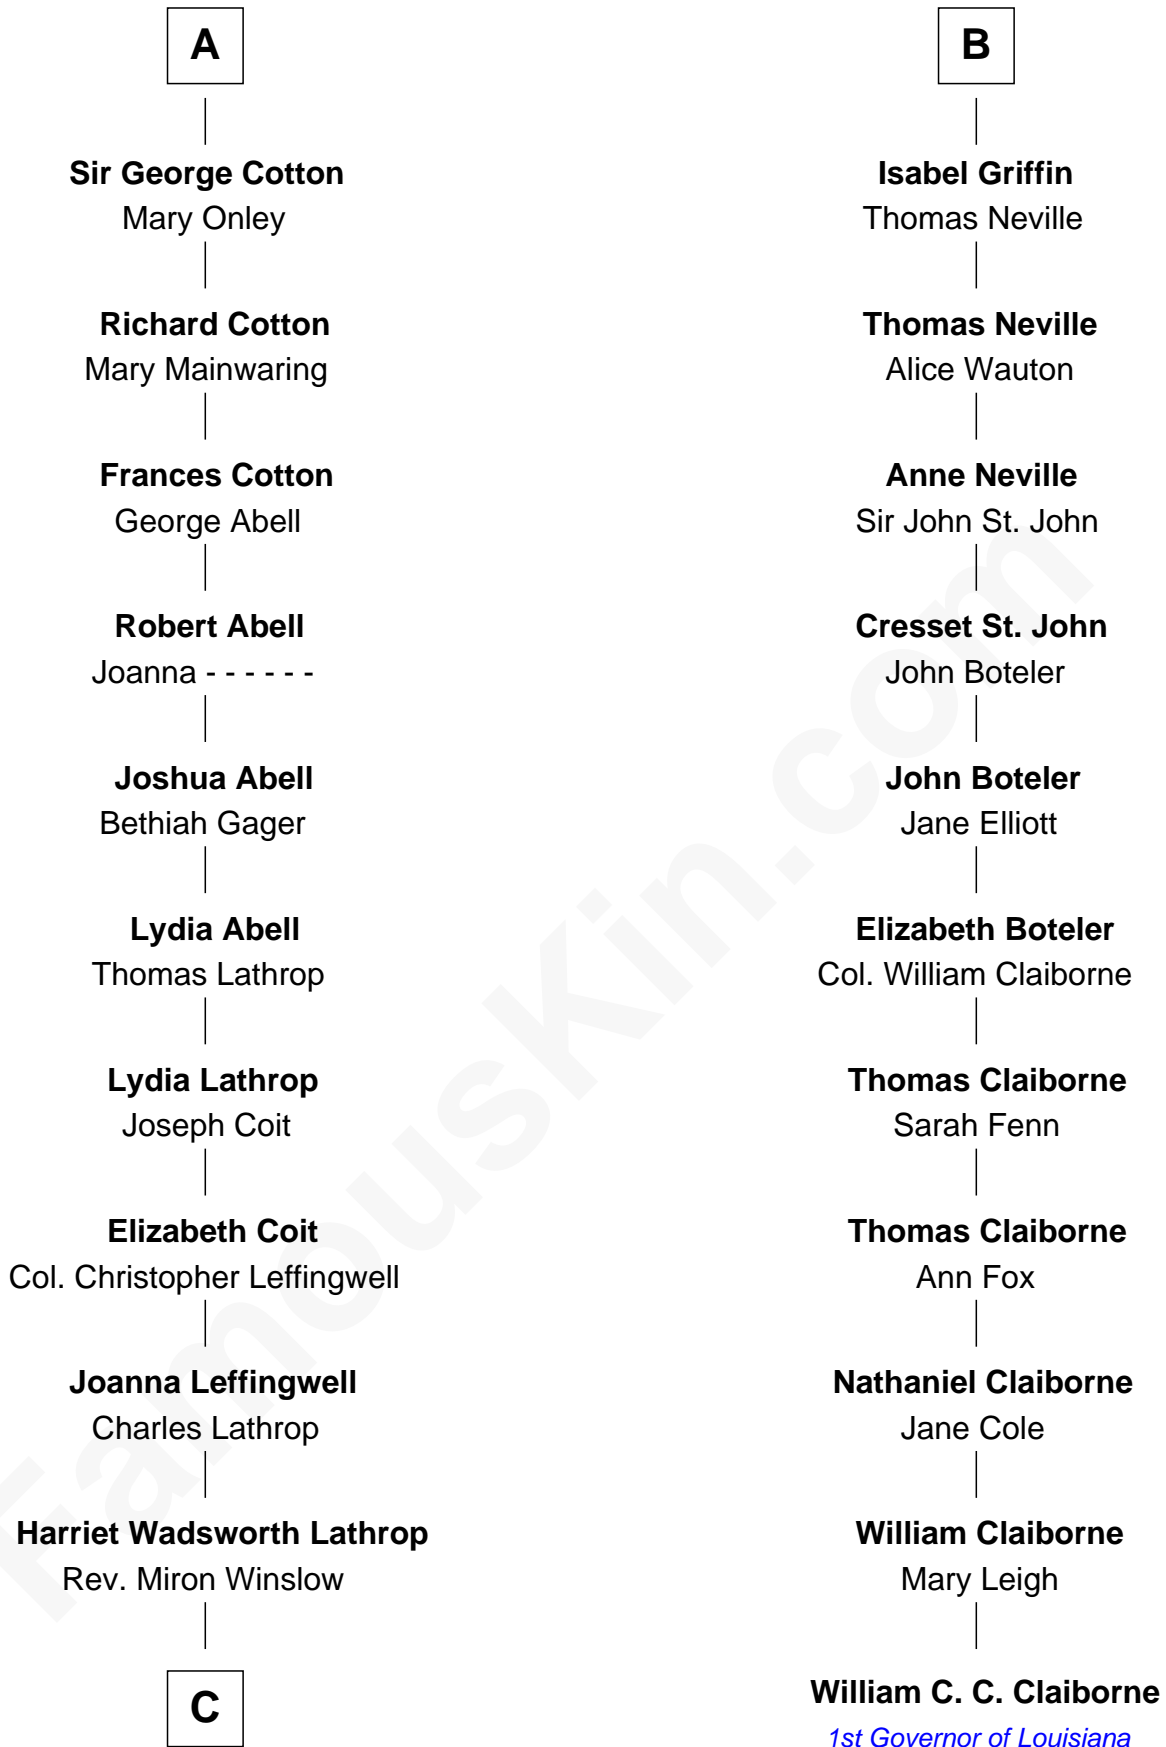 A
Sir George Cotton
Mary Onley
Richard Cotton
Mary Mainwaring
Frances Cotton
George Abell
Robert Abell
Joanna - - - - - -
Joshua Abell
Bethiah Gager
Lydia Abell
Thomas Lathrop
Lydia Lathrop
Joseph Coit
Elizabeth Coit
Col. Christopher Leffingwell
Joanna Leffingwell
Charles Lathrop
Harriet Wadsworth Lathrop
Rev. Miron Winslow
C
B
Isabel Griffin
Thomas Neville
Thomas Neville
Alice Wauton
Anne Neville
Sir John St. John
Cresset St. John
John Boteler
John Boteler
Jane Elliott
Elizabeth Boteler
Col. William Claiborne
Thomas Claiborne
Sarah Fenn
Thomas Claiborne
Ann Fox
Nathaniel Claiborne
Jane Cole
William Claiborne
Mary Leigh
William C. C. Claiborne
1st Governor of Louisiana
FamousKin.com